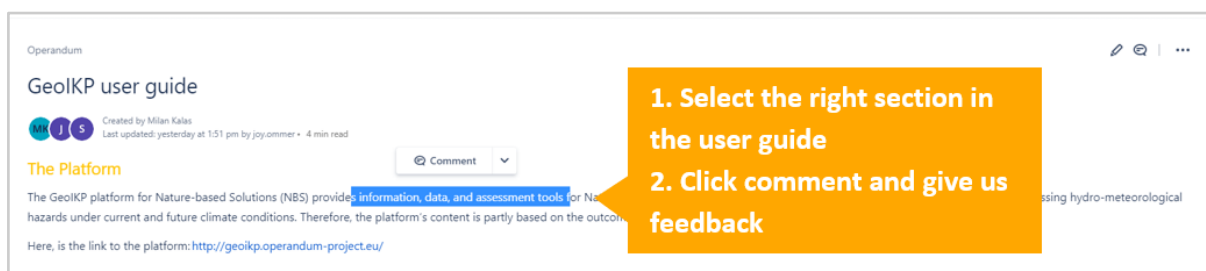 Operandum
GeoIKP user guide
MK J S
Created by Milan Kalas
Last updated: yesterday at 1:51 pm by joy.ommer • 4 min read
Comment
The Platform
The GeoIKP platform for Nature-based Solutions (NBS) provides information, data, and assessment tools for Na
ssing hydro-meteorological
hazards under current and future climate conditions. Therefore, the platform's content is partly based on the outco
Here, is the link to the platform: http://geoikp.operandum-project.eu/
1. Select the right section in
the user guide
2. Click comment and give us
feedback